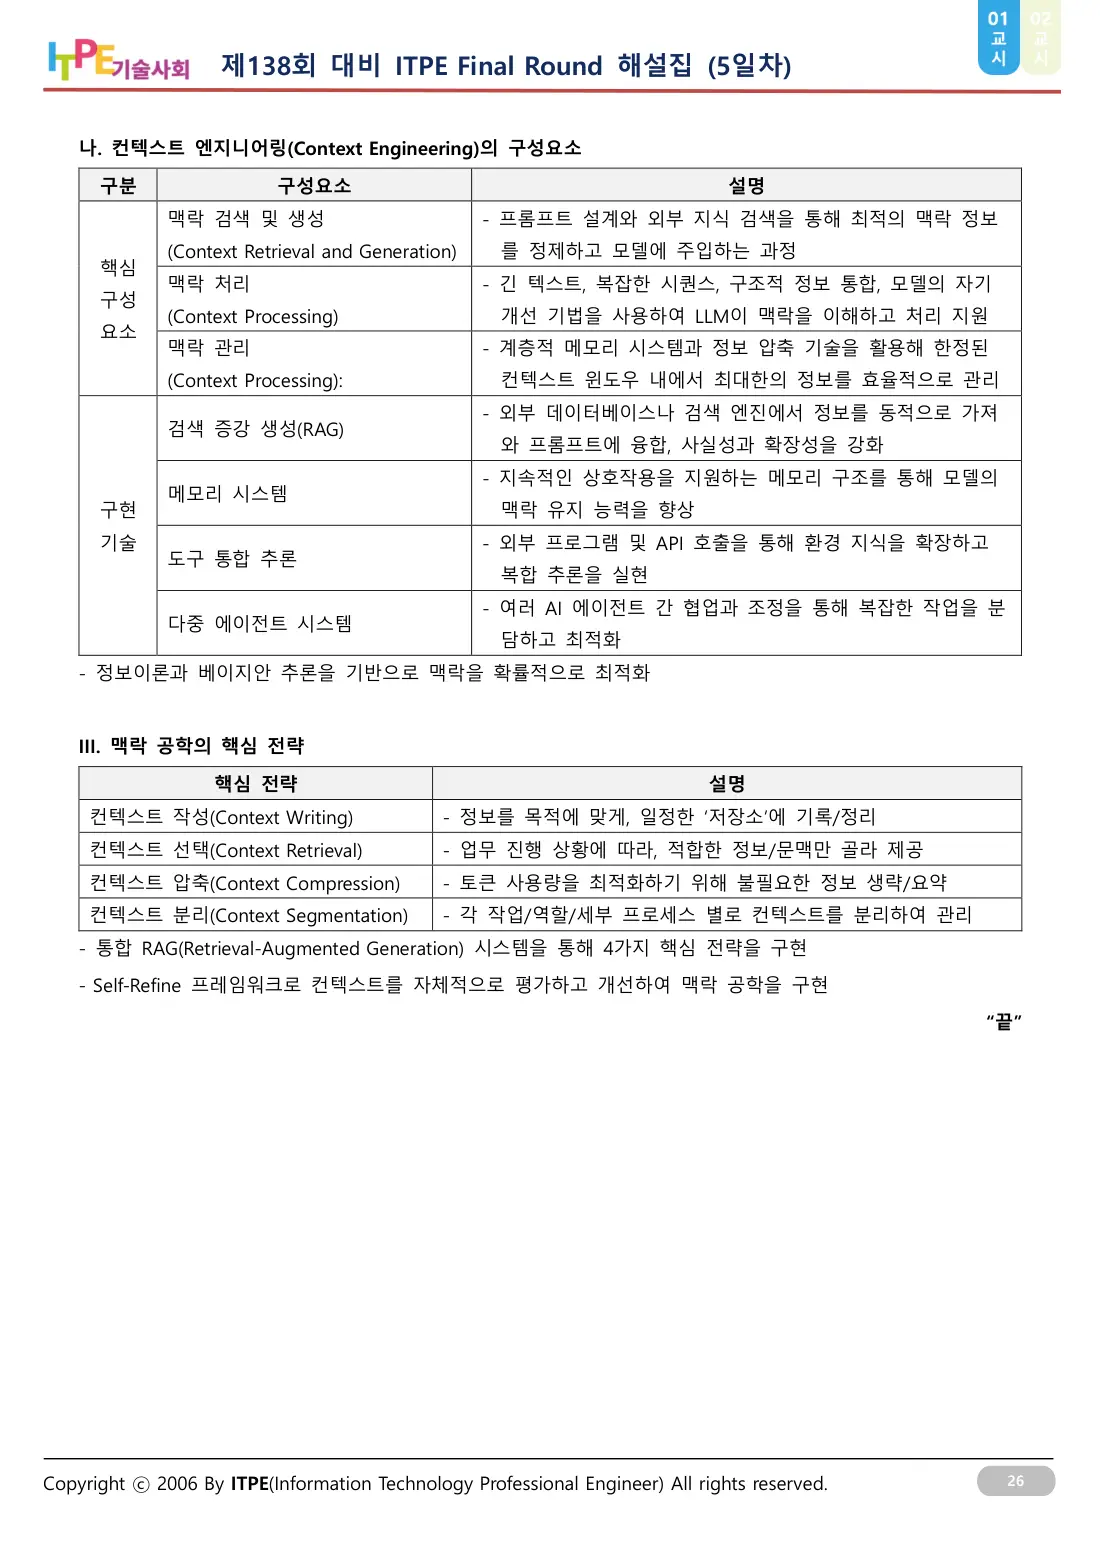 01
교
시
02
교
시
ITPE기술사회 제138회 대비 ITPE Final Round 해설집 (5일차)
나. 컨텍스트 엔지니어링(Context Engineering)의 구성요소
구분 구성요소 설명
핵심
구성
요소
맥락 검색 및 생성
(Context Retrieval and Generation)
- 프롬프트 설계와 외부 지식 검색을 통해 최적의 맥락 정보
를 정제하고 모델에 주입하는 과정
맥락 처리
(Context Processing)
- 긴 텍스트, 복잡한 시퀀스, 구조적 정보 통합, 모델의 자기
개선 기법을 사용하여 LLM이 맥락을 이해하고 처리 지원
맥락 관리
(Context Processing):
- 계층적 메모리 시스템과 정보 압축 기술을 활용해 한정된
컨텍스트 윈도우 내에서 최대한의 정보를 효율적으로 관리
구현
기술
검색 증강 생성(RAG)
- 외부 데이터베이스나 검색 엔진에서 정보를 동적으로 가져
와 프롬프트에 융합, 사실성과 확장성을 강화
메모리 시스템
- 지속적인 상호작용을 지원하는 메모리 구조를 통해 모델의
맥락 유지 능력을 향상
도구 통합 추론
- 외부 프로그램 및 API 호출을 통해 환경 지식을 확장하고
복합 추론을 실현
다중 에이전트 시스템
- 여러 AI 에이전트 간 협업과 조정을 통해 복잡한 작업을 분
담하고 최적화
- 정보이론과 베이지안 추론을 기반으로 맥락을 확률적으로 최적화
III. 맥락 공학의 핵심 전략
핵심 전략 설명
컨텍스트 작성(Context Writing) - 정보를 목적에 맞게, 일정한 ‘저장소’에 기록/정리
컨텍스트 선택(Context Retrieval) - 업무 진행 상황에 따라, 적합한 정보/문맥만 골라 제공
컨텍스트 압축(Context Compression) - 토큰 사용량을 최적화하기 위해 불필요한 정보 생략/요약
컨텍스트 분리(Context Segmentation) - 각 작업/역할/세부 프로세스 별로 컨텍스트를 분리하여 관리
- 통합 RAG(Retrieval-Augmented Generation) 시스템을 통해 4가지 핵심 전략을 구현
- Self-Refine 프레임워크로 컨텍스트를 자체적으로 평가하고 개선하여 맥락 공학을 구현
“끝”
Copyright ⓒ 2006 By ITPE(Information Technology Professional Engineer) All rights reserved.
26